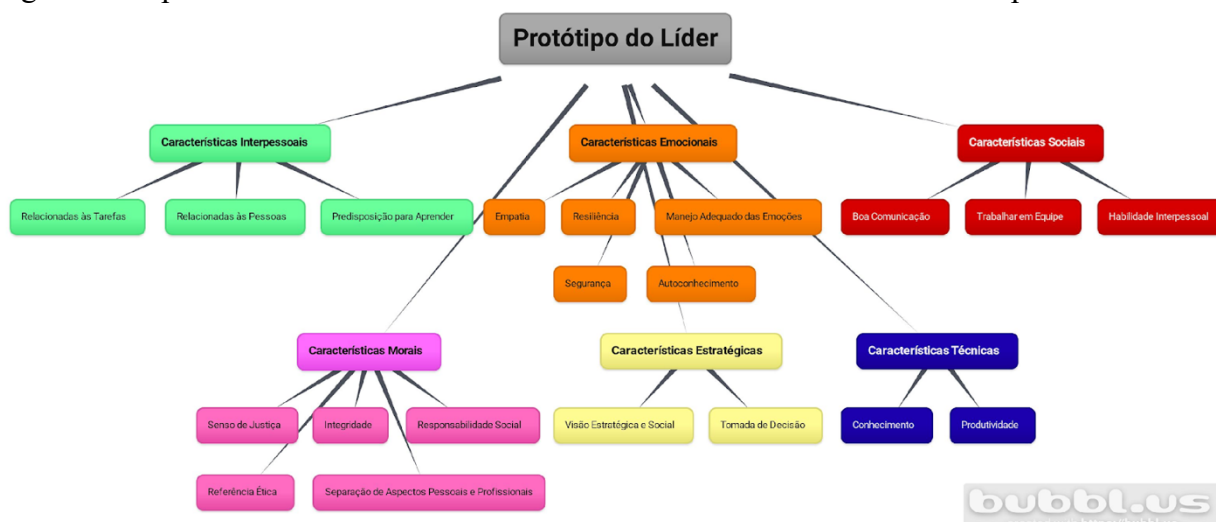 Protótipo do Líder
Características Interpessoais
Características Emocionais
Características Sociais
Relacionadas às Tarefas
Relacionadas às Pessoas
Predisposição para Aprender
Empatia
Resiliência
Manejo Adequado das Emoções
Boa Comunicação
Trabalhar em Equipe
Habilidade Interpessoal
Segurança
Autoconhecimento
Características Morais
Características Estratégicas
Características Técnicas
Senso de Justiça
Integridade
Responsabilidade Social
Visão Estratégica e Social
Tomada de Decisão
Conhecimento
Produtividade
Referência Ética
Separação de Aspectos Pessoais e Profissionais
bubbl.us